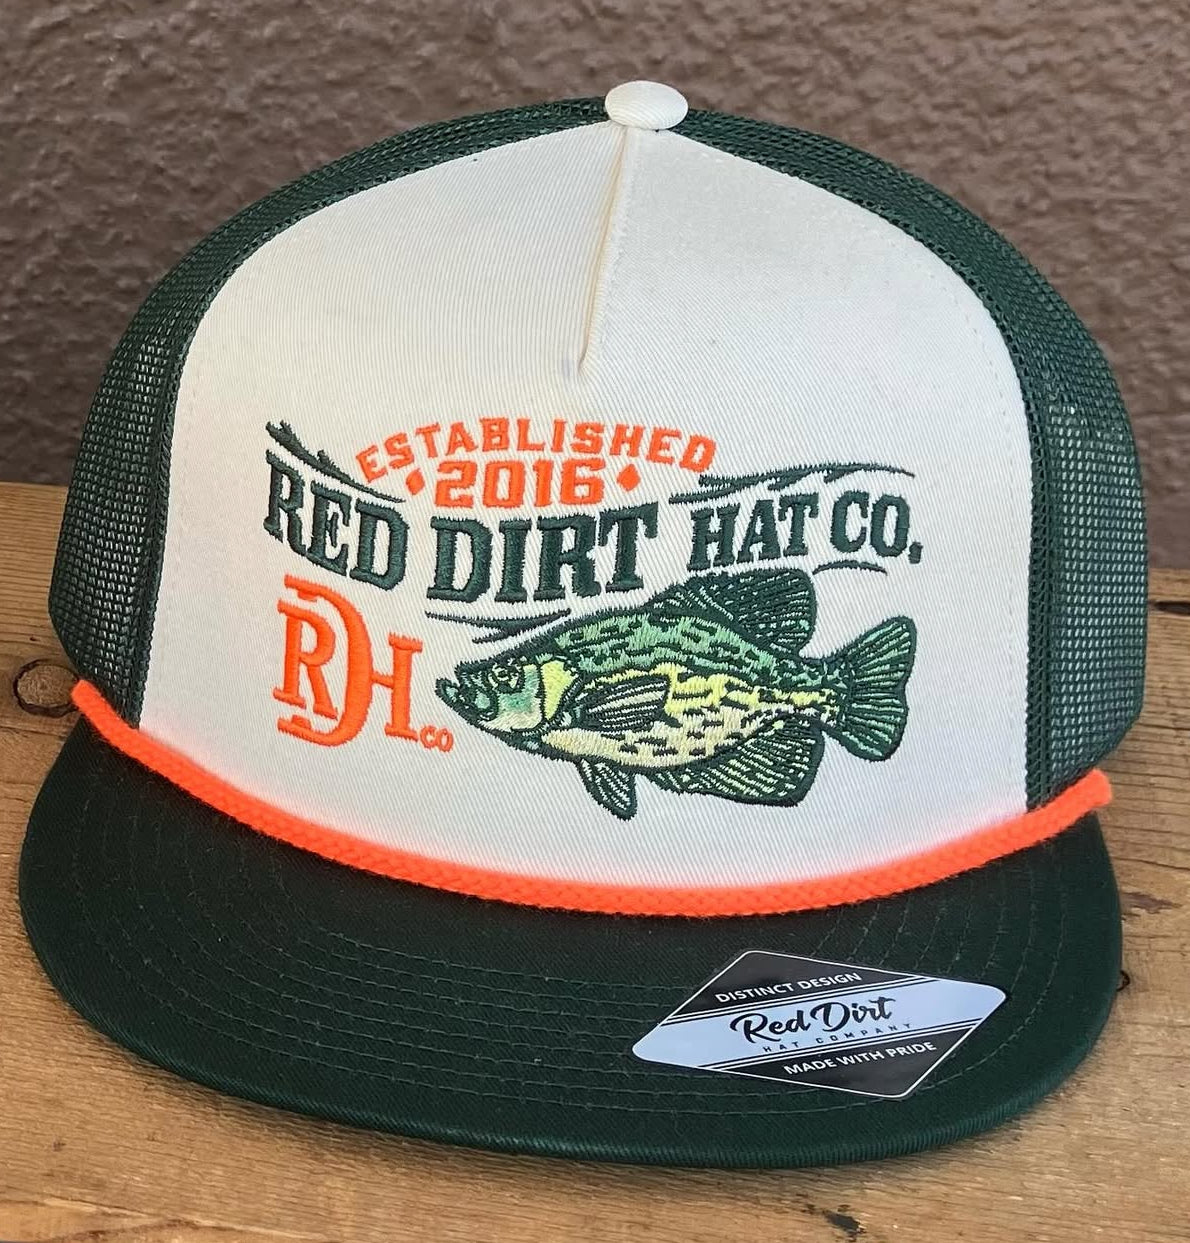 ESTABLISHED
2016
RED DIRT HAT CO.
RDH CO
DISTINCT DESIGN
Red Dirt
HAT COMPANY
MADE WITH PRIDE